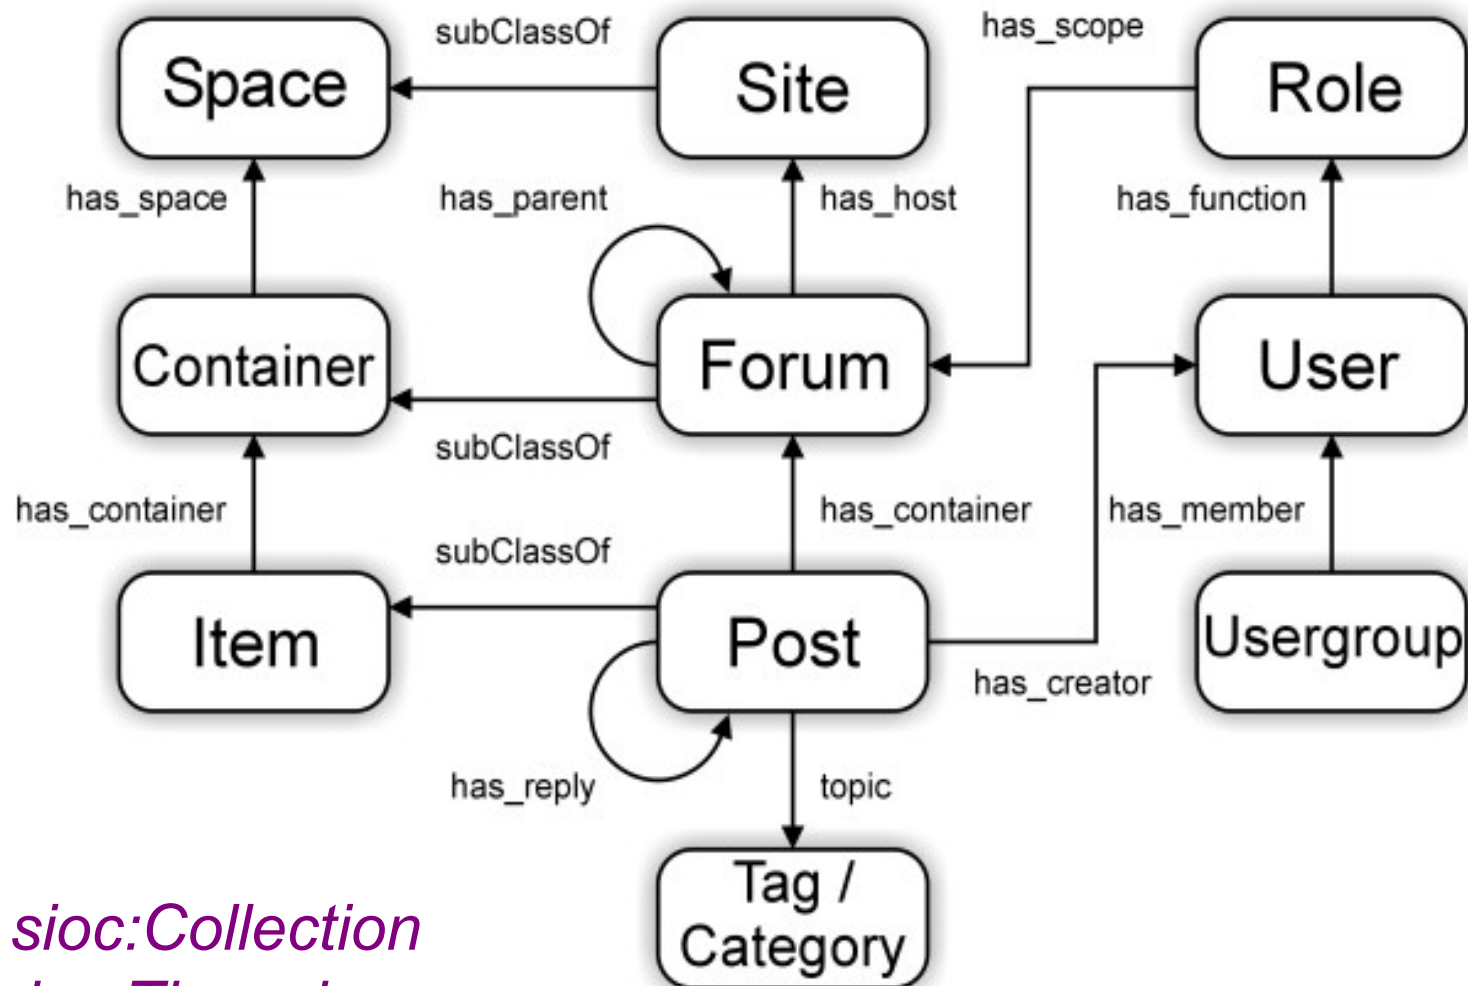 subClassOf
has_scope
Space
Site
Role
has_space
has_parent
has_host
has_function
Container
Forum
User
subClassOf
has_container
has_container
has_member
subClassOf
Item
Post
Usergroup
has_creator
has_reply
topic
Tag /
Category
sioc:Collection